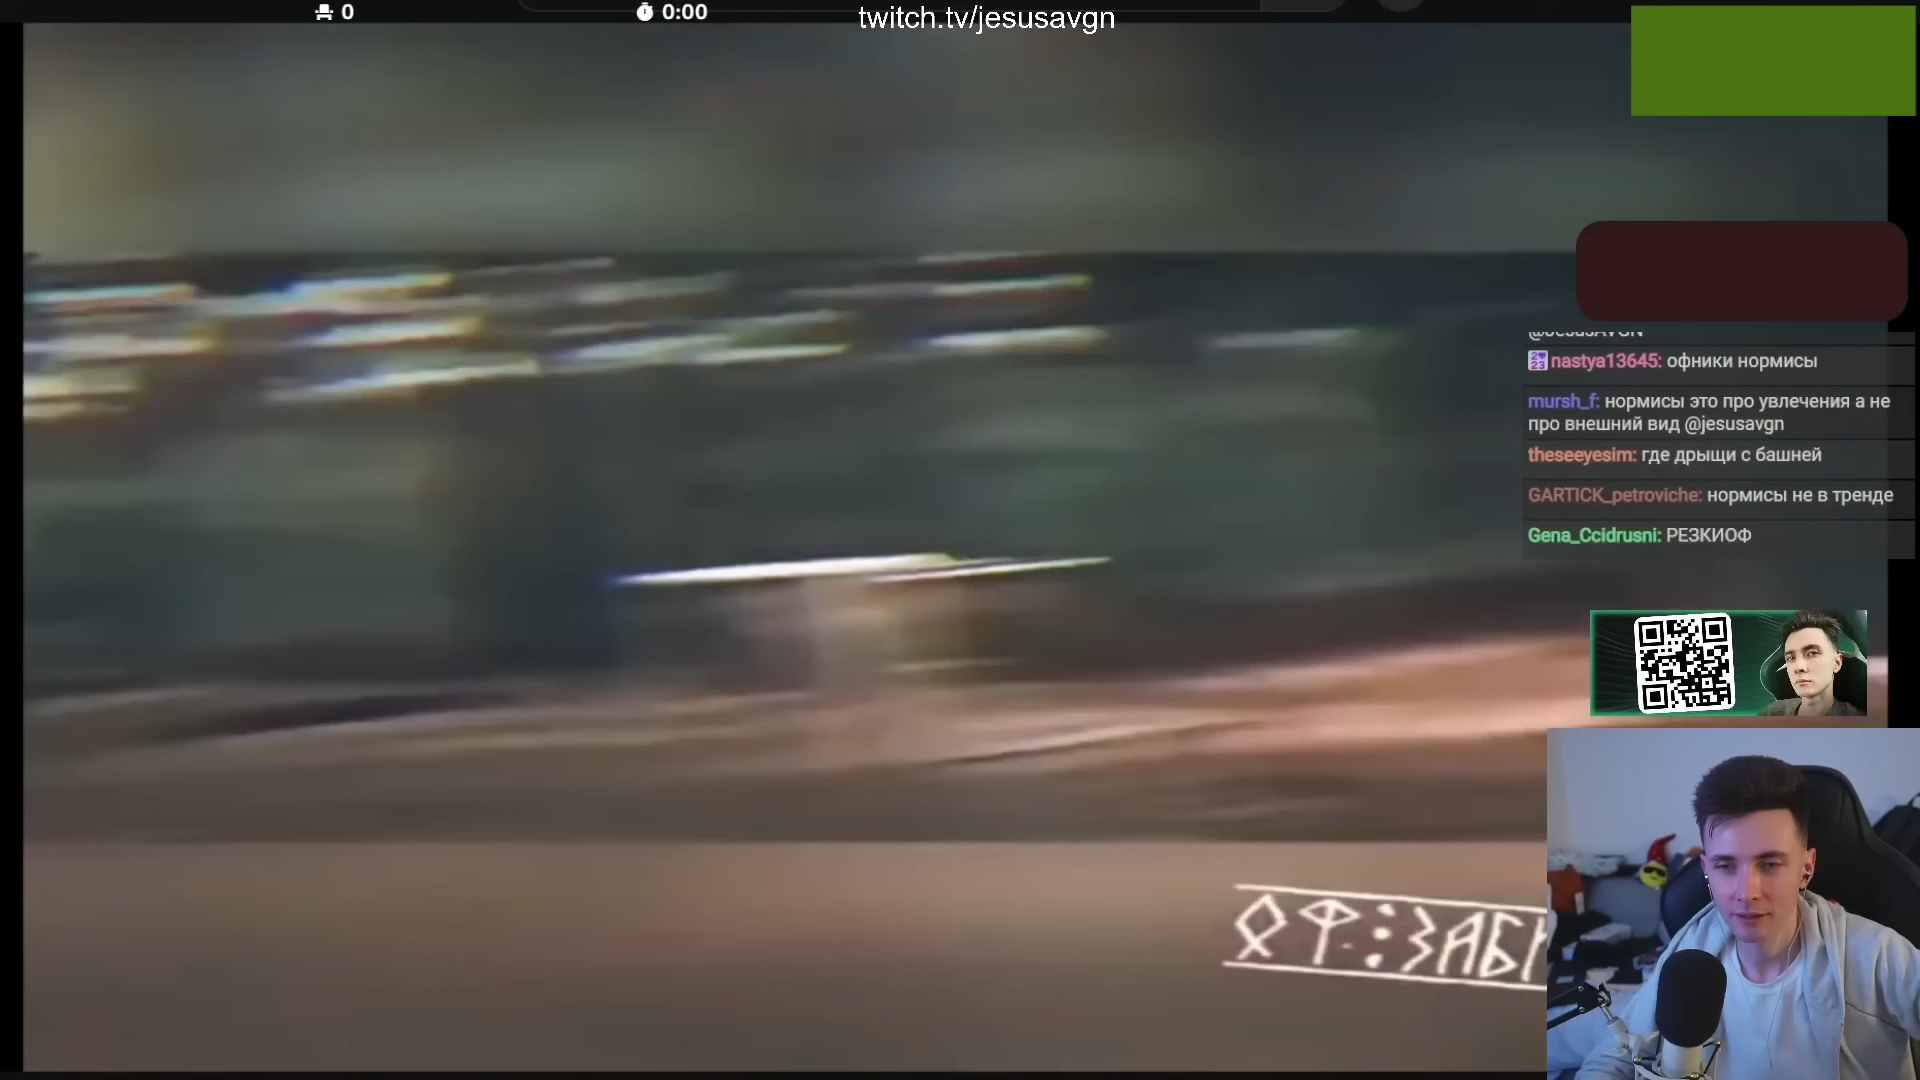 0
0:00
twitch.tv/jesusavgn
nastya13645: офники нормисы
mursh_f: нормисы это про увлечения а не
про внешний вид @jesusavgn
theseeyesim: где дрыщи с башней
GARTICK_petroviche: нормисы не в тренде
Gena_Ccidrusni: РЕЗКИОФ